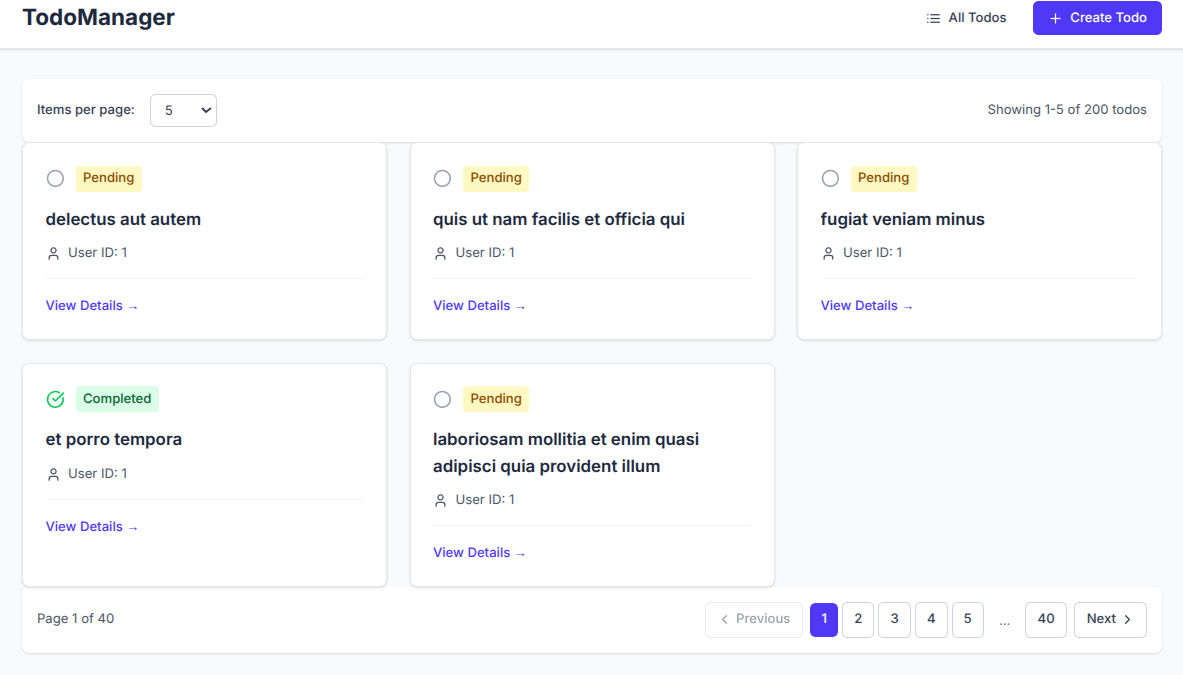 TodoManager
All Todos
Create Todo
Items per page:
5
Showing 1-5 of 200 todos
Pending
delectus aut autem
User ID: 1
View Details →
Pending
quis ut nam facilis et officia qui
User ID: 1
View Details →
Pending
fugiat veniam minus
User ID: 1
View Details →
Completed
et porro tempora
User ID: 1
View Details →
Pending
laboriosam mollitia et enim quasi
adipisci quia provident illum
User ID: 1
View Details →
Page 1 of 40
Previous
1
2
3
4
5
...
40
Next